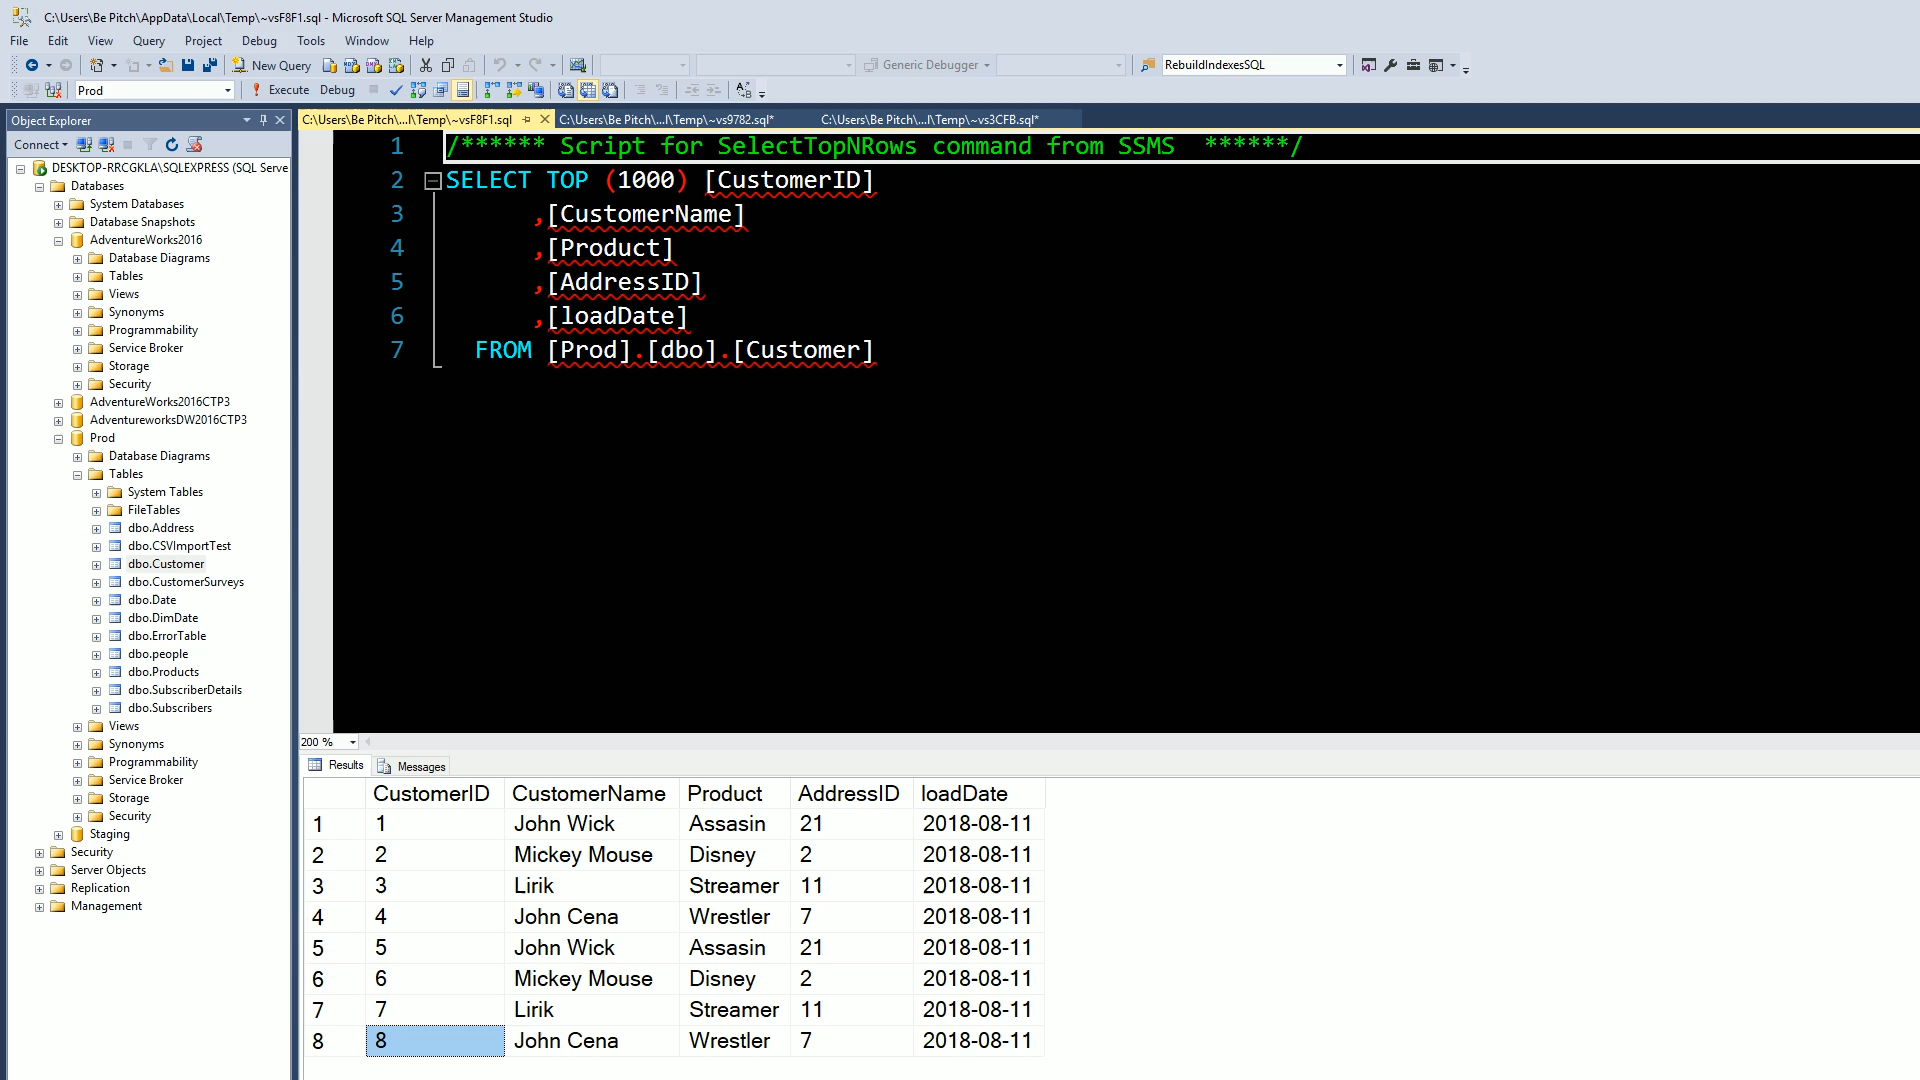 C:\Users\Be Pitch\AppData\Local\Temp\~vsF8F1.sql - Microsoft SQL Server Management Studio
File Edit View Query Project Debug Tools Window Help
New Query Generic Debugger RebuildIndexesSQL
Prod Execute Debug
Object Explorer
Connect
DESKTOP-RRCGKLA\SQLEXPRESS (SQL Serve
Databases
System Databases
Database Snapshots
AdventureWorks2016
Database Diagrams
Tables
Views
Synonyms
Programmability
Service Broker
Storage
Security
AdventureWorks2016CTP3
AdventureworksDW2016CTP3
Prod
Database Diagrams
Tables
System Tables
FileTables
dbo.Address
dbo.CSVImportTest
dbo.Customer
dbo.CustomerSurveys
dbo.Date
dbo.DimDate
dbo.ErrorTable
dbo.people
dbo.Products
dbo.SubscriberDetails
dbo.Subscribers
Views
Synonyms
Programmability
Service Broker
Storage
Security
Staging
Security
Server Objects
Replication
Management
C:\Users\Be Pitch\...l\Temp\~vsF8F1.sql C:\Users\Be Pitch\...l\Temp\~vs9782.sql* C:\Users\Be Pitch\...l\Temp\~vs3CFB.sql*
1 /****** Script for SelectTopNRows command from SSMS ******/
2 SELECT TOP (1000) [CustomerID]
3 ,[CustomerName]
4 ,[Product]
5 ,[AddressID]
6 ,[loadDate]
7 FROM [Prod].[dbo].[Customer]
200 %
Results Messages
CustomerID CustomerName Product AddressID loadDate
1 1 John Wick Assasin 21 2018-08-11
2 2 Mickey Mouse Disney 2 2018-08-11
3 3 Lirik Streamer 11 2018-08-11
4 4 John Cena Wrestler 7 2018-08-11
5 5 John Wick Assasin 21 2018-08-11
6 6 Mickey Mouse Disney 2 2018-08-11
7 7 Lirik Streamer 11 2018-08-11
8 8 John Cena Wrestler 7 2018-08-11